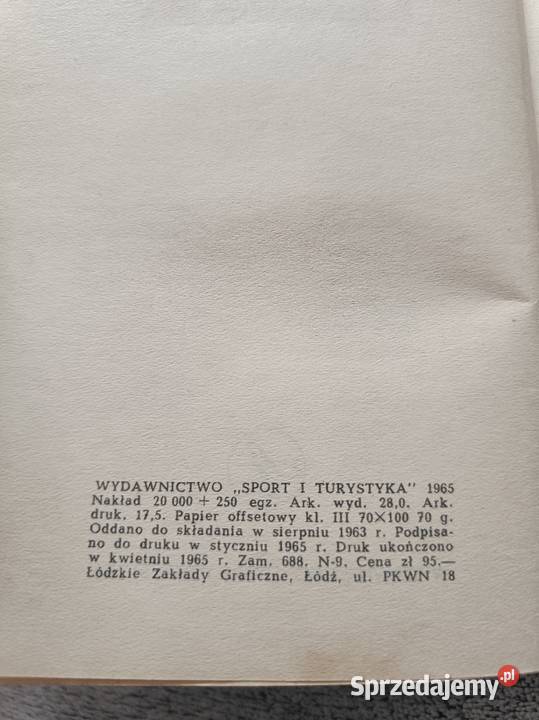 WYDAWNICTWO „SPORT I TURYSTYKA" 1965
Nakład 20 000 + 250 egz. Ark. wyd. 28,0. Ark.
druk. 17,5. Papier offsetowy kl. III 70X100 70 g.
Oddano do składania w sierpniu 1963 r. Podpisa-
no do druku w styczniu 1965 r. Druk ukończono
w kwietniu 1965 r. Zam. 688. N-9. Cena zł 95.—
Łódzkie Zakłady Graficzne, Łódź, ul. PKWN 18
Sprzedajemy.pl